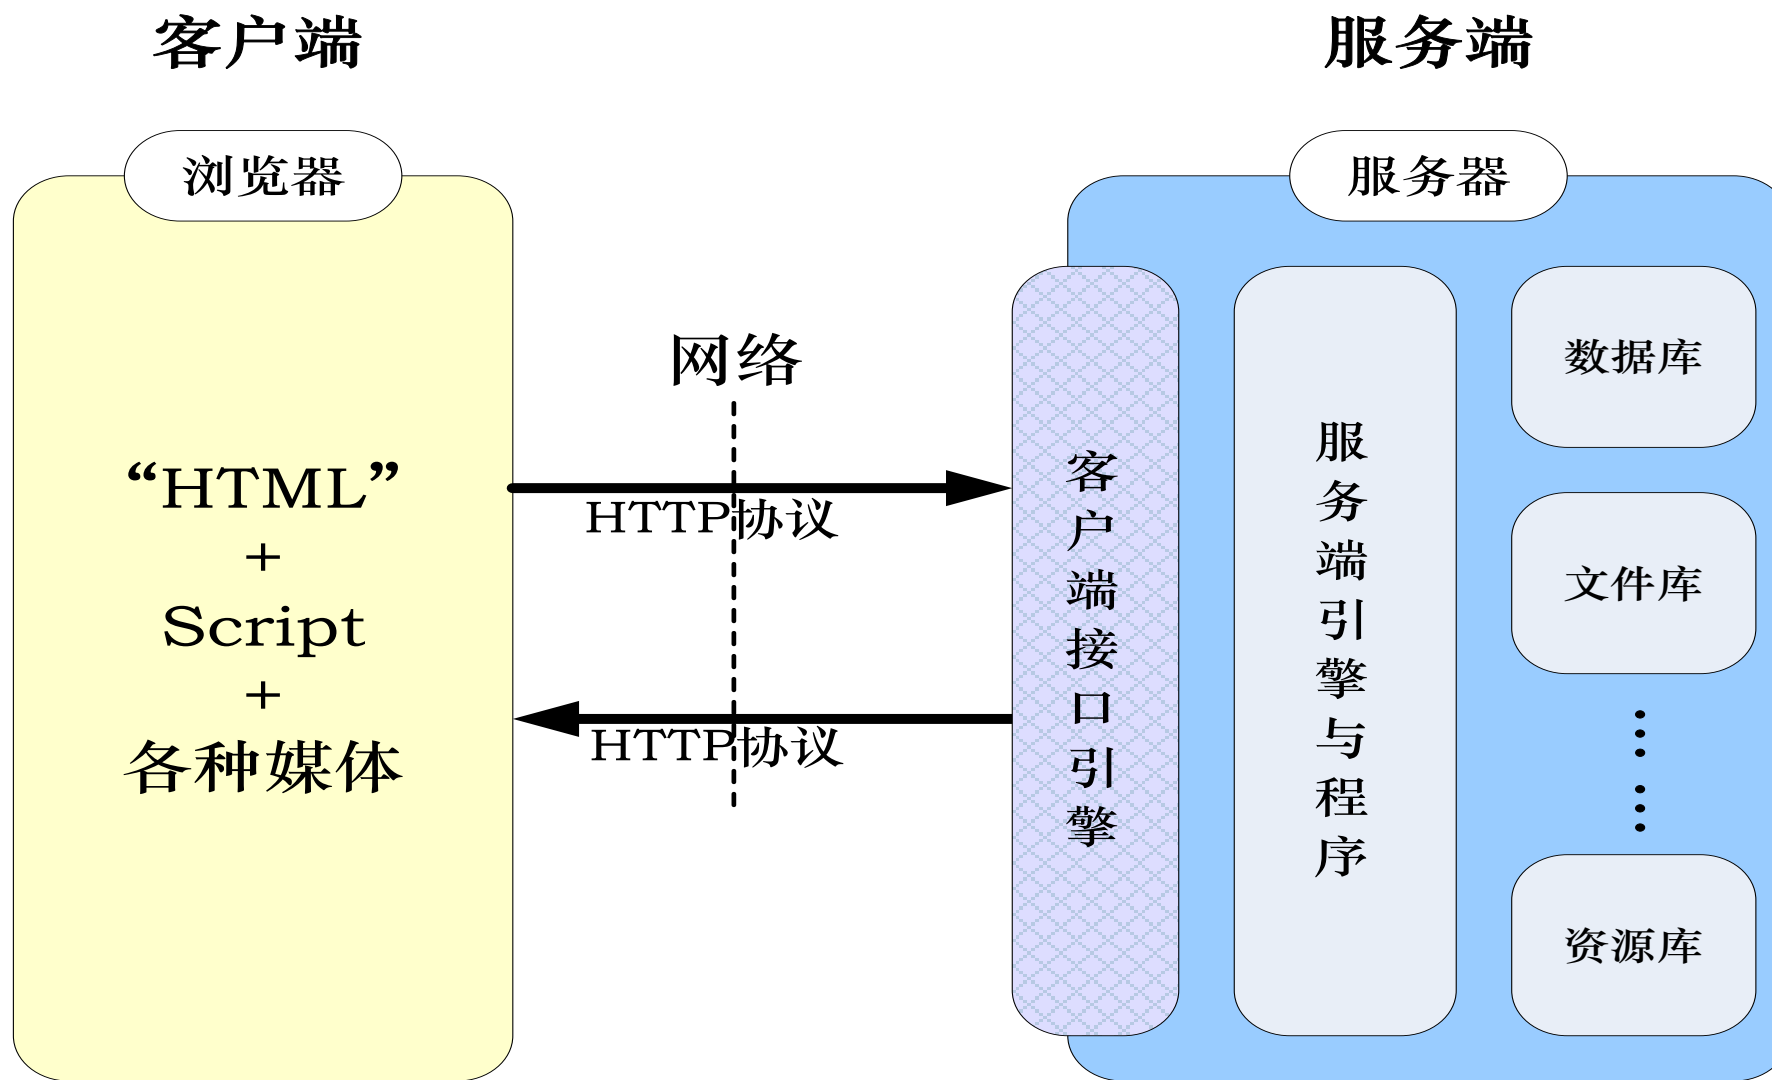 客户端
服务端
浏览器
服务器
“HTML”
+
Script
+
各种媒体
网络
HTTP协议
HTTP协议
客户端接口引擎
服务端引擎与程序
数据库
文件库
……
资源库